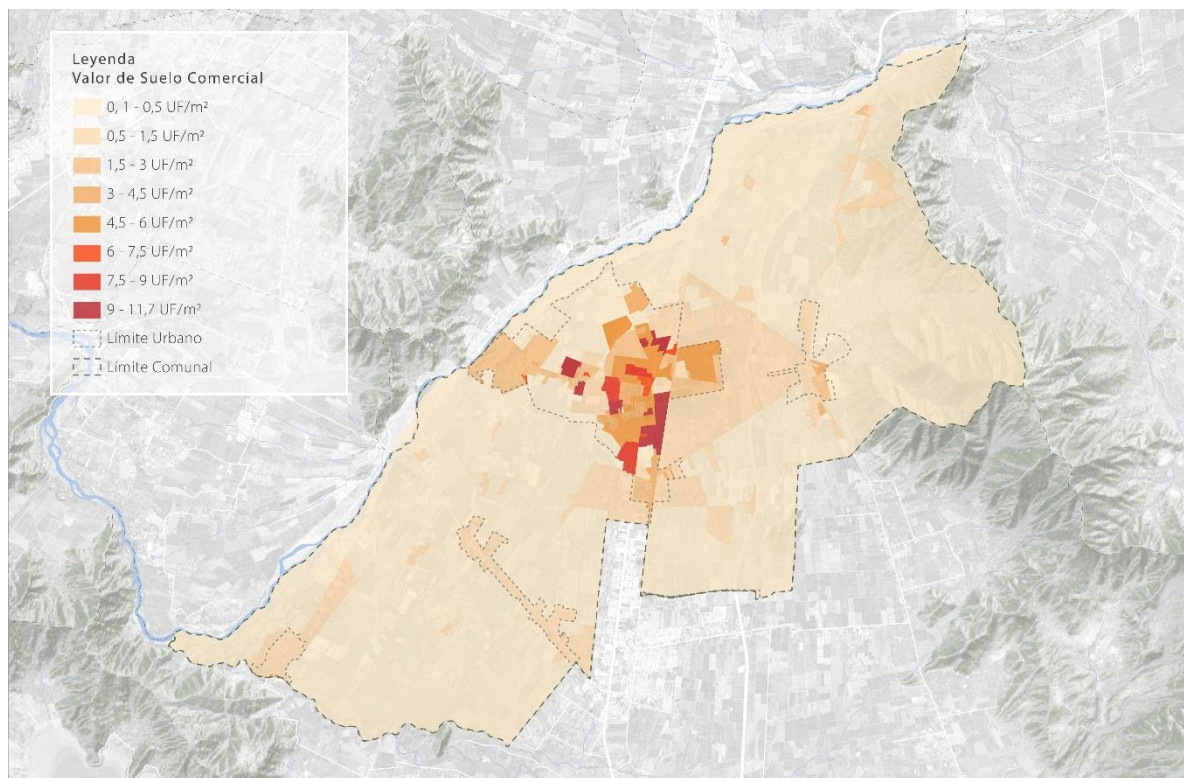 Leyenda
Valor de Suelo Comercial
0, 1 - 0,5 UF/m²
0,5 - 1,5 UF/m²
1,5 - 3 UF/m²
3 - 4,5 UF/m²
4,5 - 6 UF/m²
6 - 7,5 UF/m²
7,5 - 9 UF/m²
9 - 11,7 UF/m²
Límite Urbano
Límite Comunal